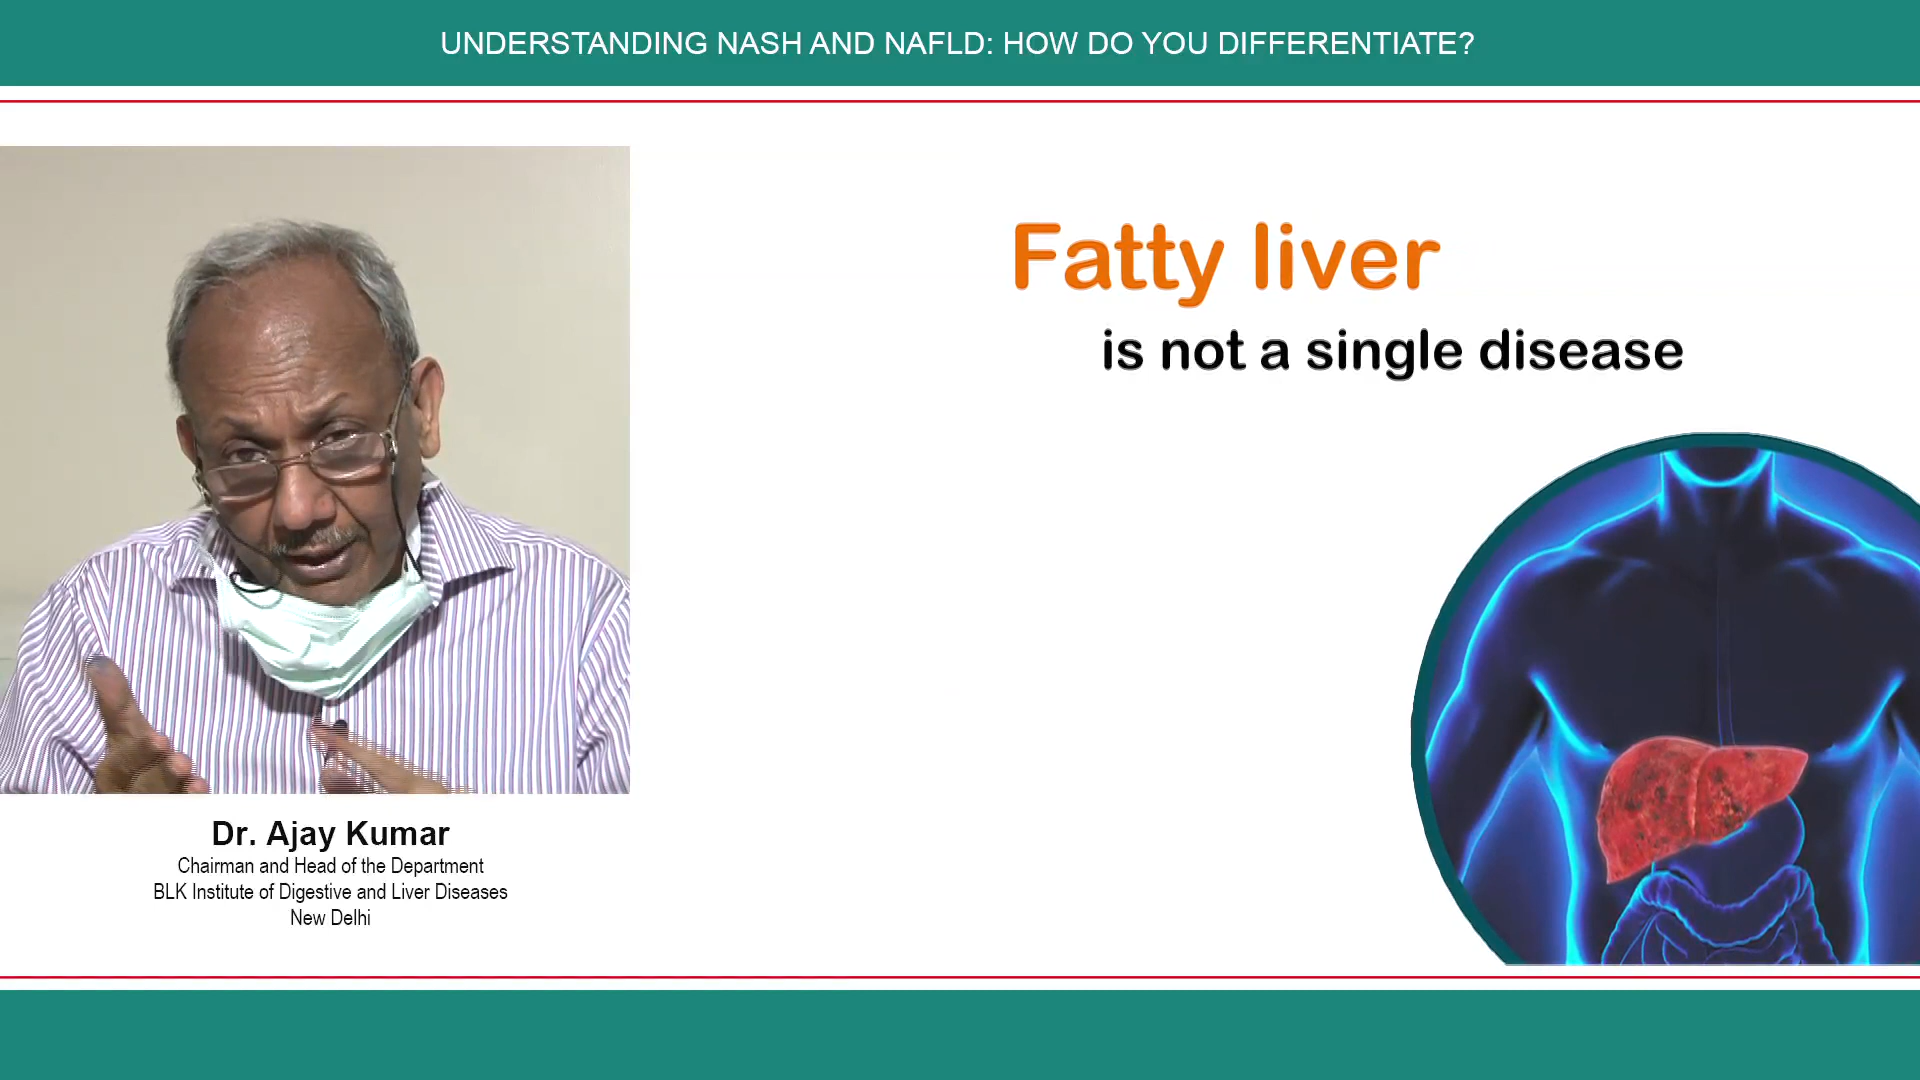 UNDERSTANDING NASH AND NAFLD: HOW DO YOU DIFFERENTIATE?
Fatty liver
is not a single disease
Dr. Ajay Kumar
Chairman and Head of the Department
BLK Institute of Digestive and Liver Diseases
New Delhi